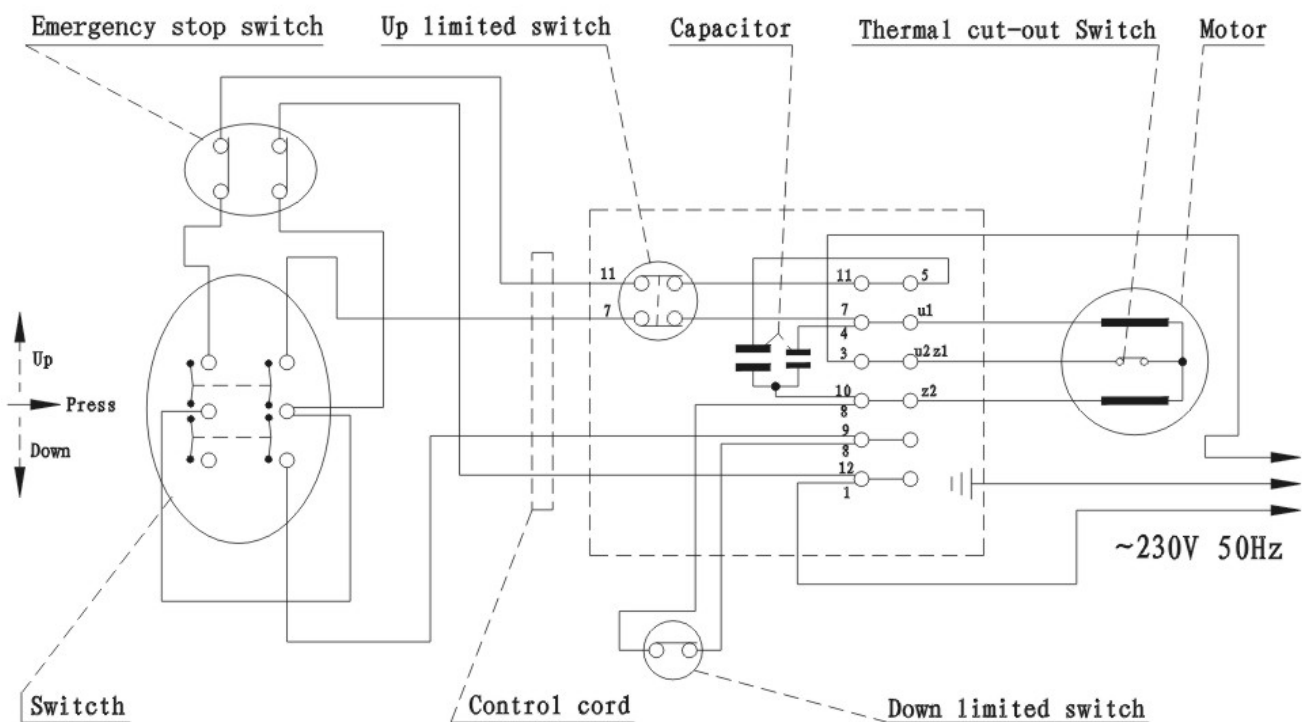 Emergency stop switch
Up limited switch
Capacitor
Thermal cut-out Switch
Motor
11
7
11
5
7
u1
4
3
u2 z1
10
z2
8
9
8
12
1
Up
Press
Down
~230V 50Hz
Switcth
Control cord
Down limited switch